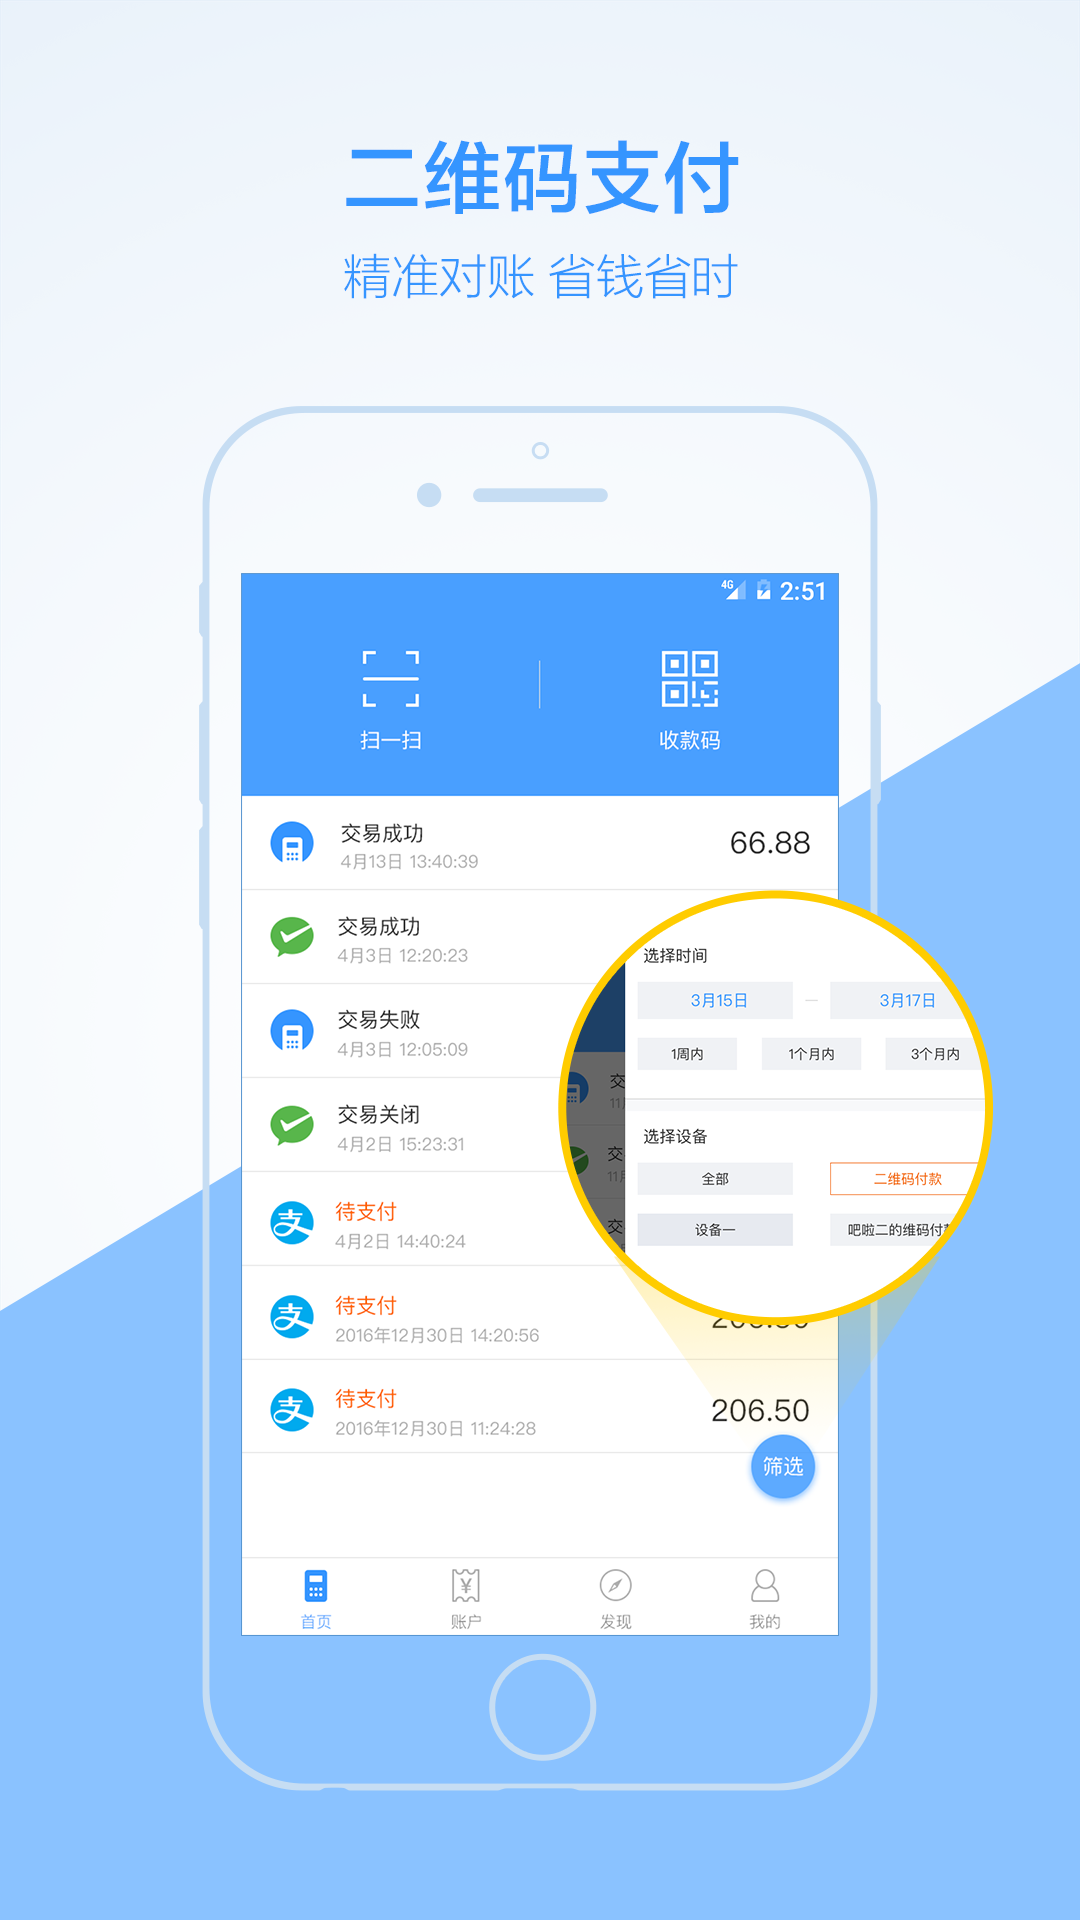 二维码支付
精准对账 省钱省时
4G 2:51
扫一扫 收款码
交易成功
4月13日 13:40:39
66.88
交易成功
4月3日 12:20:23
交易失败
4月3日 12:05:09
交易关闭
4月2日 15:23:31
待支付
4月2日 14:40:24
待支付
2016年12月30日 14:20:56
待支付
2016年12月30日 11:24:28
206.50
选择时间
3月15日 — 3月17日
1周内 1个月内 3个月内
选择设备
全部 二维码付款
设备一 吧啦二的维码付
交
11
交
11
交
筛选
首页 账户 发现 我的